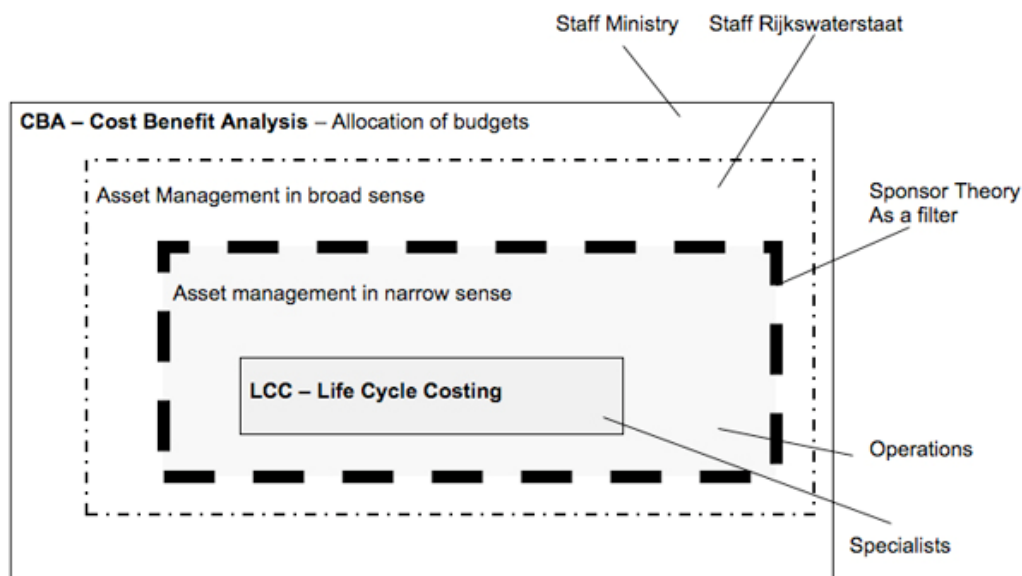 Staff Ministry
Staff Rijkswaterstaat
CBA – Cost Benefit Analysis – Allocation of budgets
Asset Management in broad sense
Sponsor Theory
As a filter
Asset management in narrow sense
LCC – Life Cycle Costing
Operations
Specialists